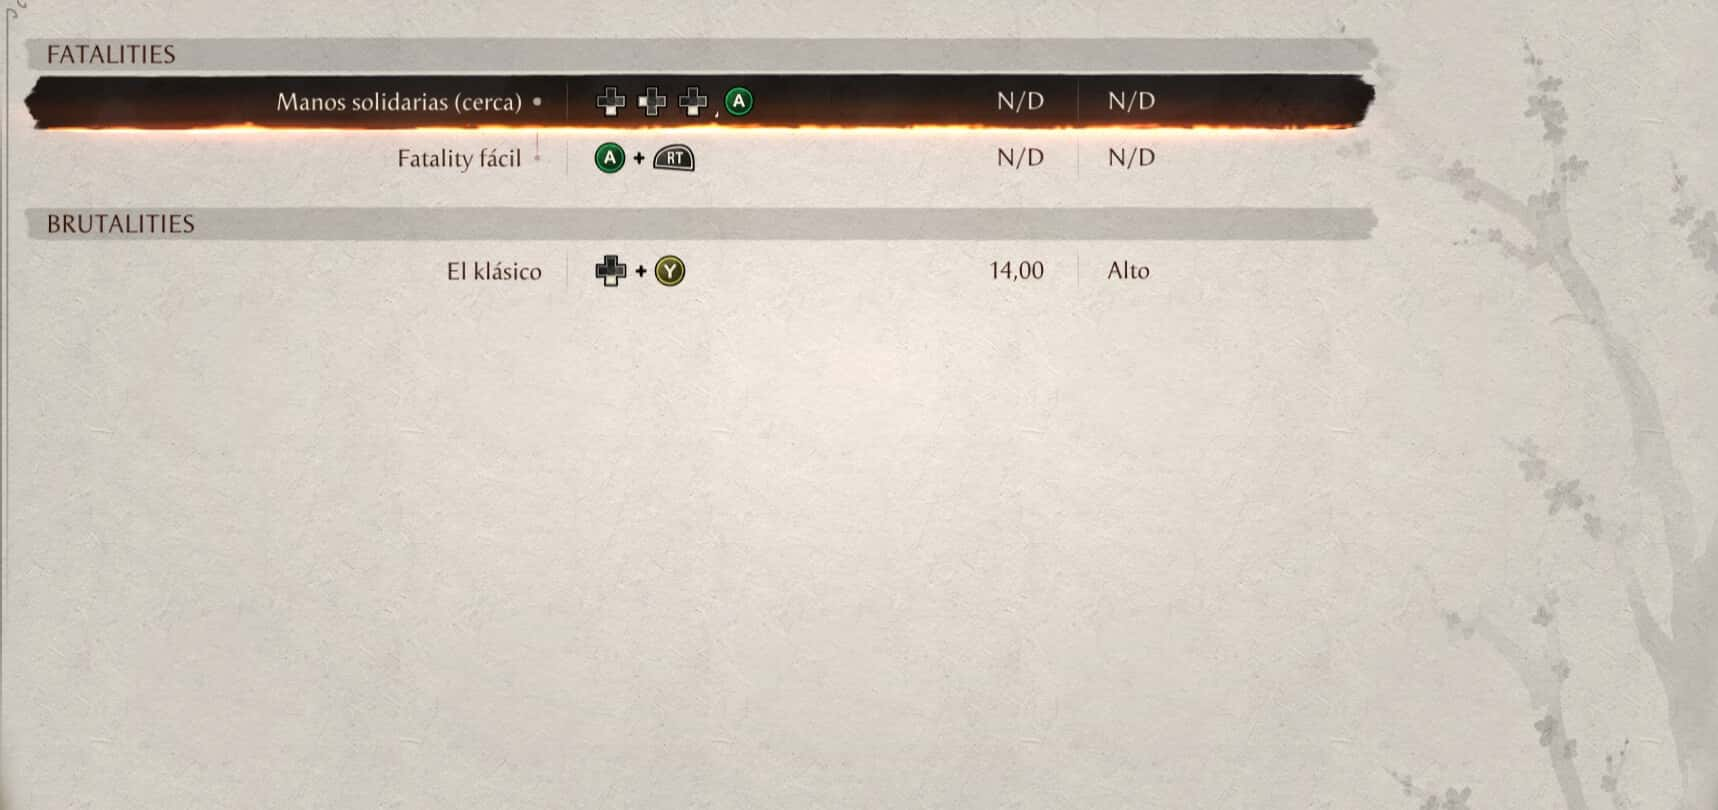 FATALITIES
Manos solidarias (cerca) , A N/D N/D
Fatality fácil A + RT N/D N/D
BRUTALITIES
El klásico + Y 14,00 Alto